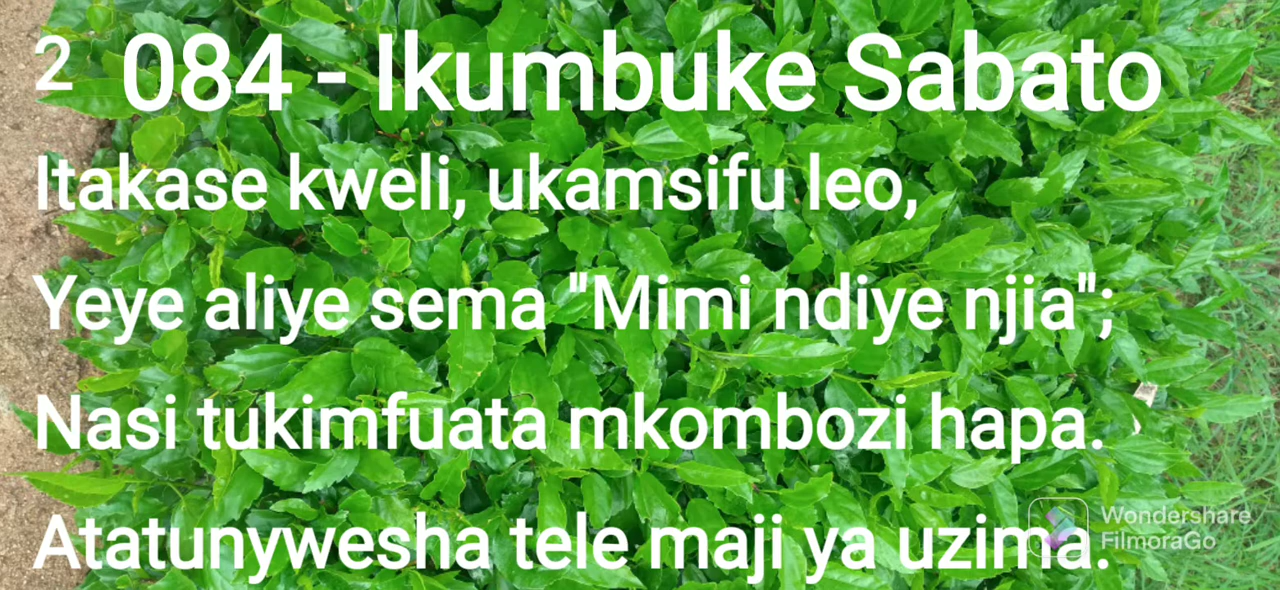 2 084 - Ikumbuke Sabato
Itakase kweli, ukamsifu leo,
Yeye aliye sema "Mimi ndiye njia";
Nasi tukimfuata mkombozi hapa.
Atatunywesha tele maji ya uzima.
Wondershare
FilmoraGo